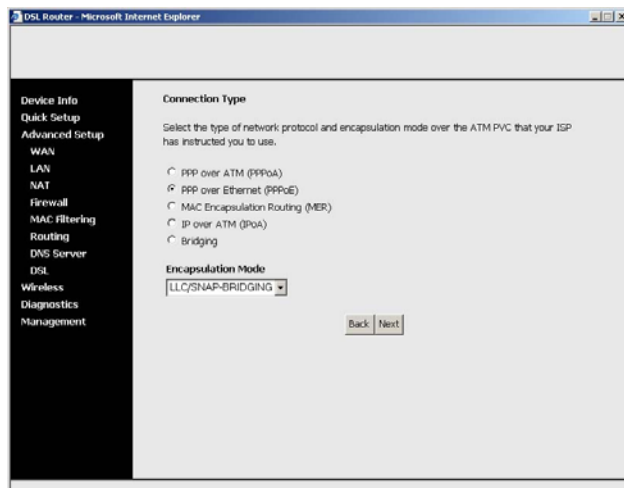 DSL Router - Microsoft Internet Explorer
Device Info
Quick Setup
Advanced Setup
WAN
LAN
NAT
Firewall
MAC Filtering
Routing
DNS Server
DSL
Wireless
Diagnostics
Management
Connection Type
Select the type of network protocol and encapsulation mode over the ATM PVC that your ISP
has instructed you to use.
PPP over ATM (PPPoA)
PPP over Ethernet (PPPoE)
MAC Encapsulation Routing (MER)
IP over ATM (IPoA)
Bridging
Encapsulation Mode
LLC/SNAP-BRIDGING
Back Next